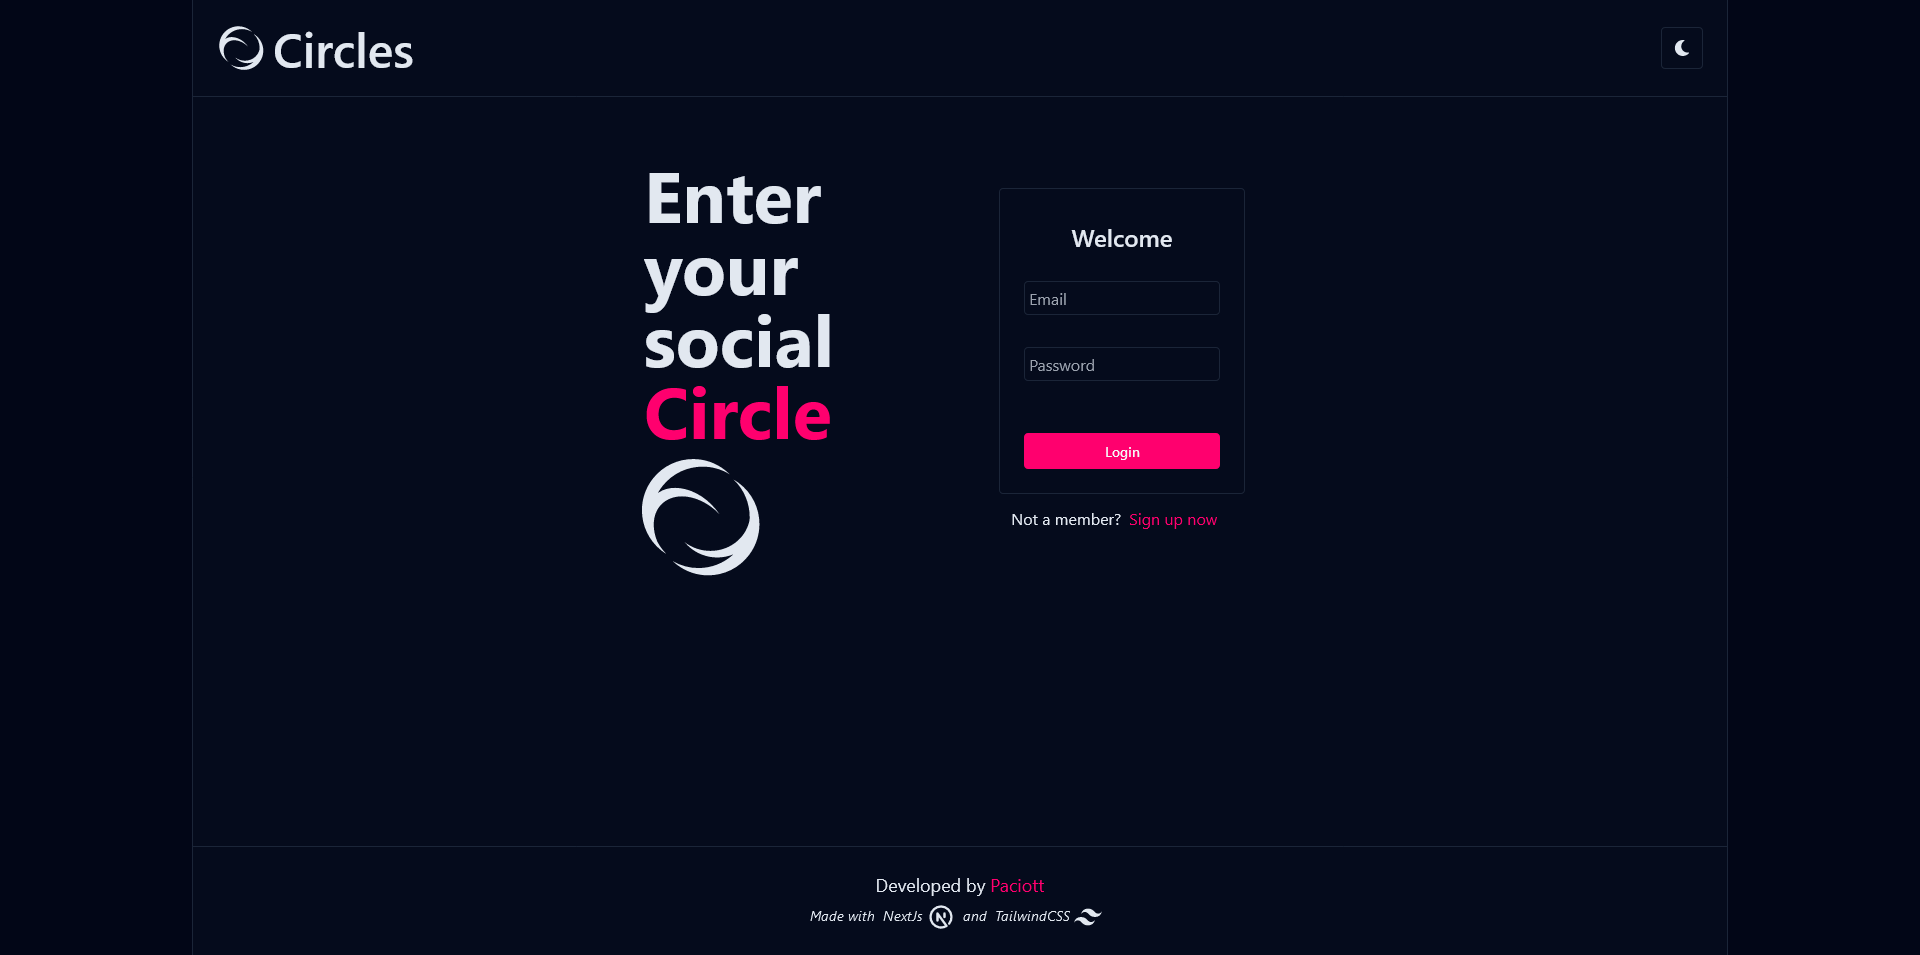 Circles
Enter
your
social
Circle
Welcome
Email
Password
Login
Not a member? Sign up now
Developed by Paciott
Made with NextJs and TailwindCSS